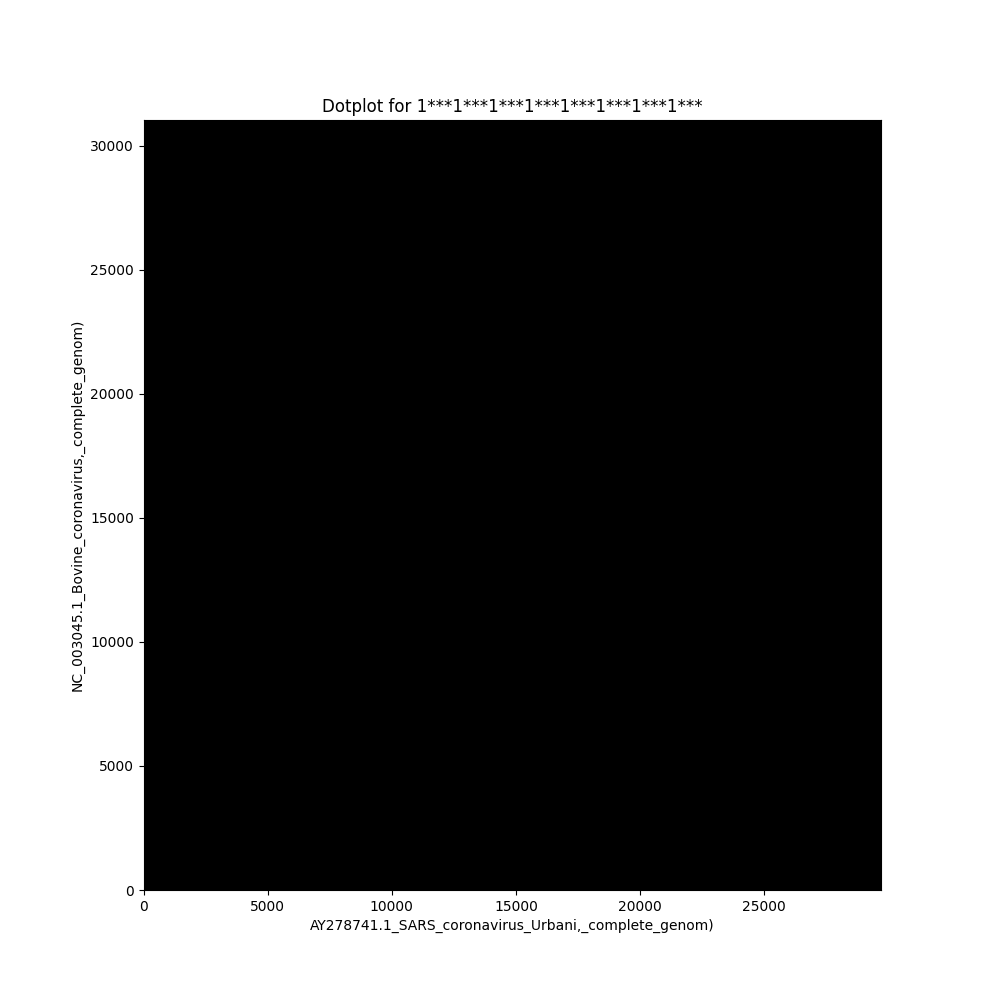 Dotplot for 1***1***1***1***1***1***1***1***
30000
25000
20000
15000
10000
5000
0
NC_003045.1_Bovine_coronavirus,_complete_genom)
0 5000 10000 15000 20000 25000
AY278741.1_SARS_coronavirus_Urbani,_complete_genom)